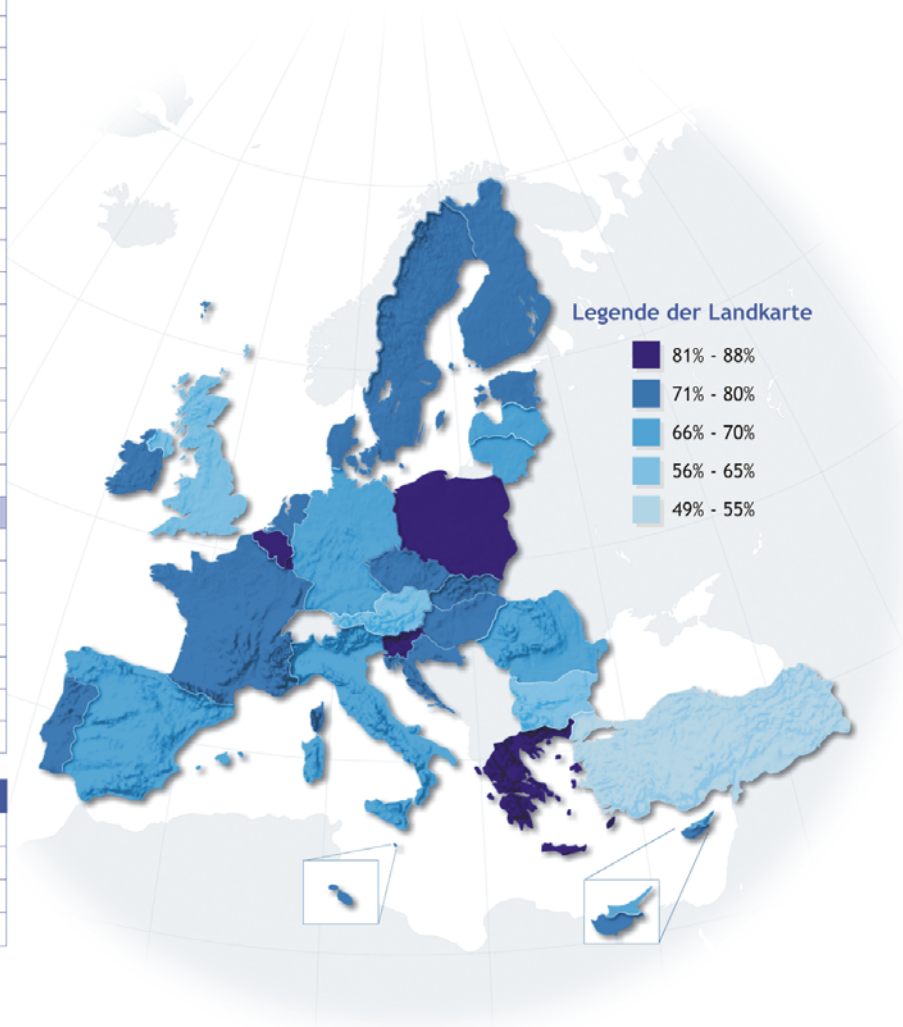 Legende der Landkarte
81% - 88%
71% - 80%
66% - 70%
56% - 65%
49% - 55%